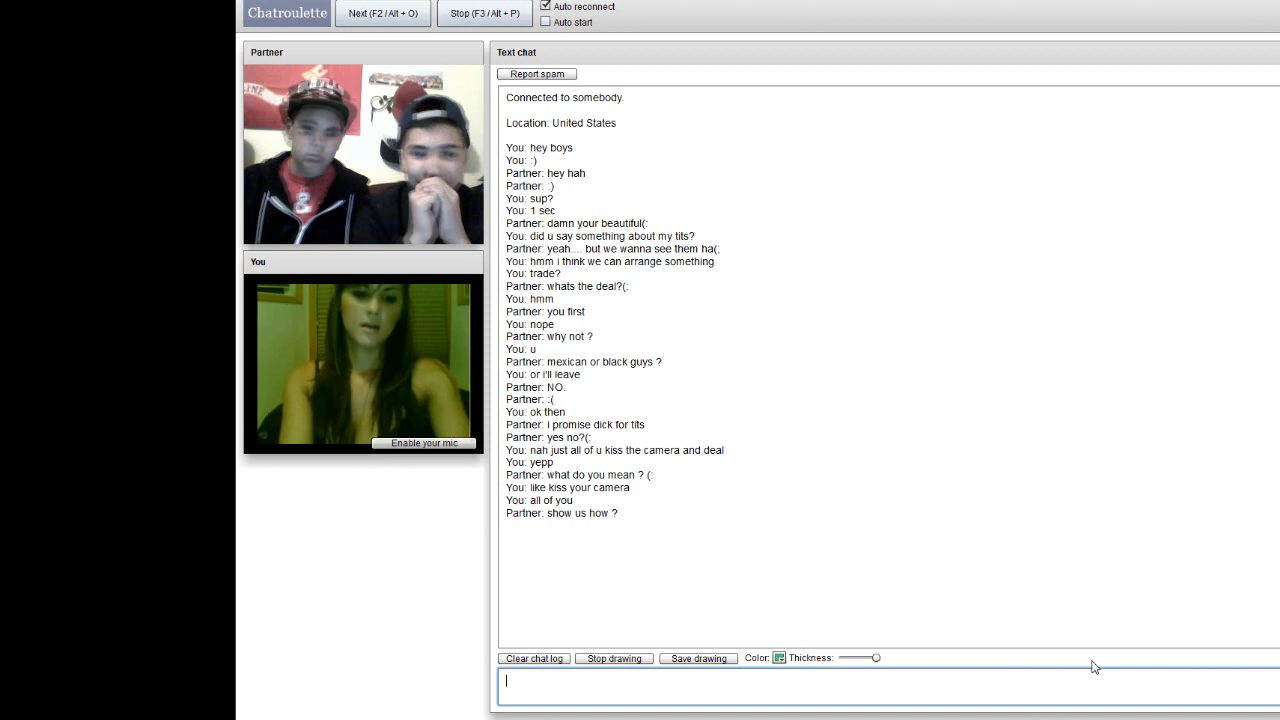 Chatroulette
Next (F2 / Alt + O)
Stop (F3 / Alt + P)
Auto reconnect
Auto start
Partner
You
Enable your mic
Text chat
Report spam
Connected to somebody.
Location: United States
You: hey boys
You: :)
Partner: hey hah
Partner: :)
You: sup?
You: 1 sec
Partner: damn your beautiful(:
You: did u say something about my tits?
Partner: yeah.... but we wanna see them ha(;
You: hmm i think we can arrange something
You: trade?
Partner: whats the deal?(:
You: hmm
Partner: you first
You: nope
Partner: why not ?
You: u
Partner: mexican or black guys ?
You: or i'll leave
Partner: NO.
Partner: :(
You: ok then
Partner: i promise dick for tits
Partner: yes no?(:
You: nah just all of u kiss the camera and deal
You: yepp
Partner: what do you mean ? (:
You: like kiss your camera
You: all of you
Partner: show us how ?
Clear chat log
Stop drawing
Save drawing
Color:
Thickness: